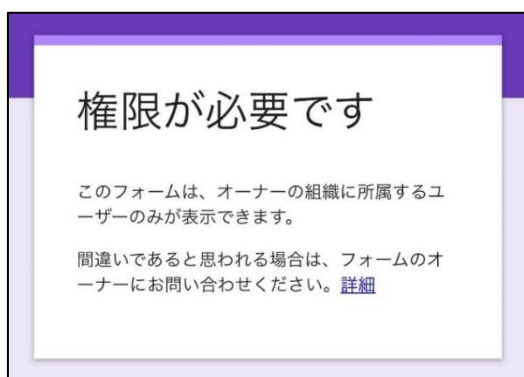 権限が必要です
このフォームは、オーナーの組織に所属するユ
ーザーのみが表示できます。
間違いであると思われる場合は、フォームのオ
ーナーにお問い合わせください。詳細